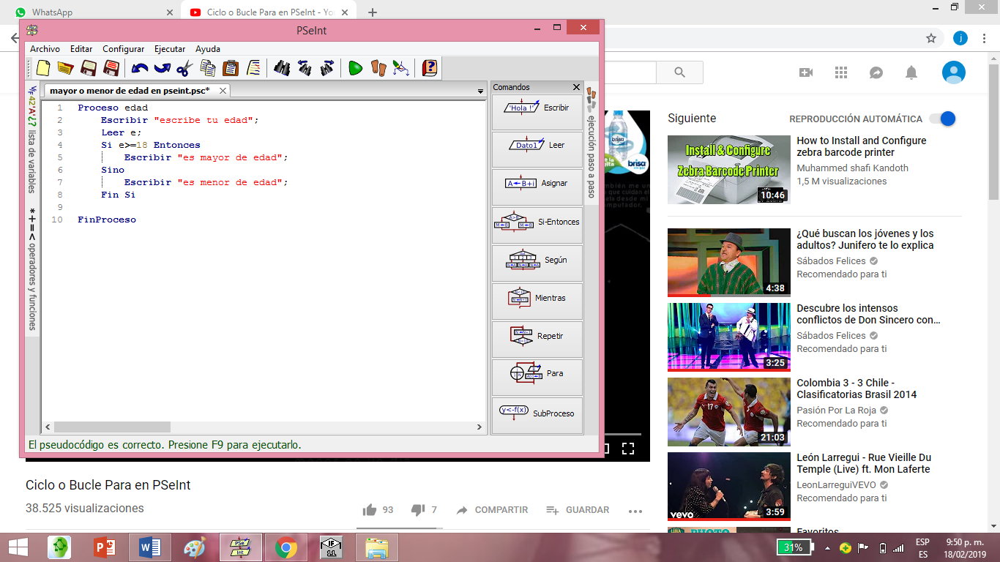 WhatsApp
Ciclo o Bucle Para en PSeInt - Yo
PSeInt
Archivo Editar Configurar Ejecutar Ayuda
mayor o menor de edad en pseint.psc*
lista de variables
operadores y funciones
1 Proceso edad
2 Escribir "escribe tu edad";
3 Leer e;
4 Si e>=18 Entonces
5 Escribir "es mayor de edad";
6 Sino
7 Escribir "es menor de edad";
8 Fin Si
9
10 FinProceso
Comandos
'Hola !' Escribir
Dato1 Leer
A←B+1 Asignar
Si-Entonces
Según
Mientras
Repetir
Para
y<-f(x) SubProceso
ejecución paso a paso
El pseudocódigo es correcto. Presione F9 para ejecutarlo.
brisa
brisa
Ciclo o Bucle Para en PSeInt
38.525 visualizaciones
93 7 COMPARTIR GUARDAR
j
Siguiente
REPRODUCCIÓN AUTOMÁTICA
Install & Configure
Zebra Barcode Printer
10:46
How to Install and Configure
zebra barcode printer
Muhammed shafi Kandoth
1,5 M visualizaciones
4:38
¿Qué buscan los jóvenes y los
adultos? Junifero te lo explica
Sábados Felices
Recomendado para ti
3:25
Descubre los intensos
conflictos de Don Sincero con...
Sábados Felices
Recomendado para ti
21:03
Colombia 3 - 3 Chile -
Clasificatorias Brasil 2014
Pasión Por La Roja
Recomendado para ti
vevo
3:59
León Larregui - Rue Vieille Du
Temple (Live) ft. Mon Laferte
LeonLarreguiVEVO
Recomendado para ti
Favoritos
31%
ESP
ES
9:50 p. m.
18/02/2019